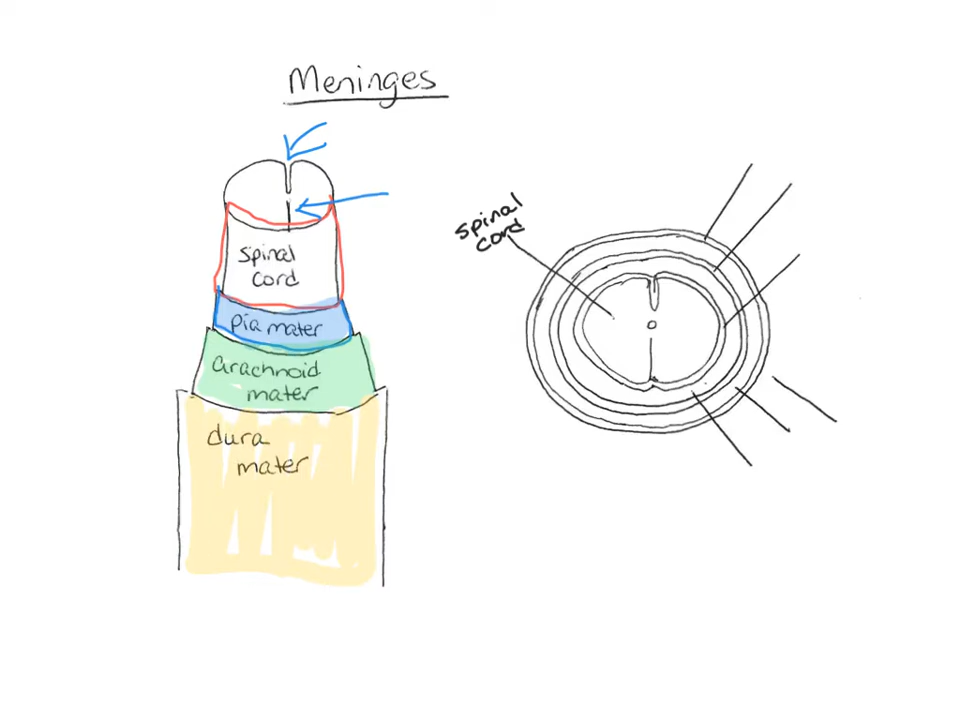 Meninges
spinal
cord
pia mater
arachnoid
mater
dura
mater
spinal
cord